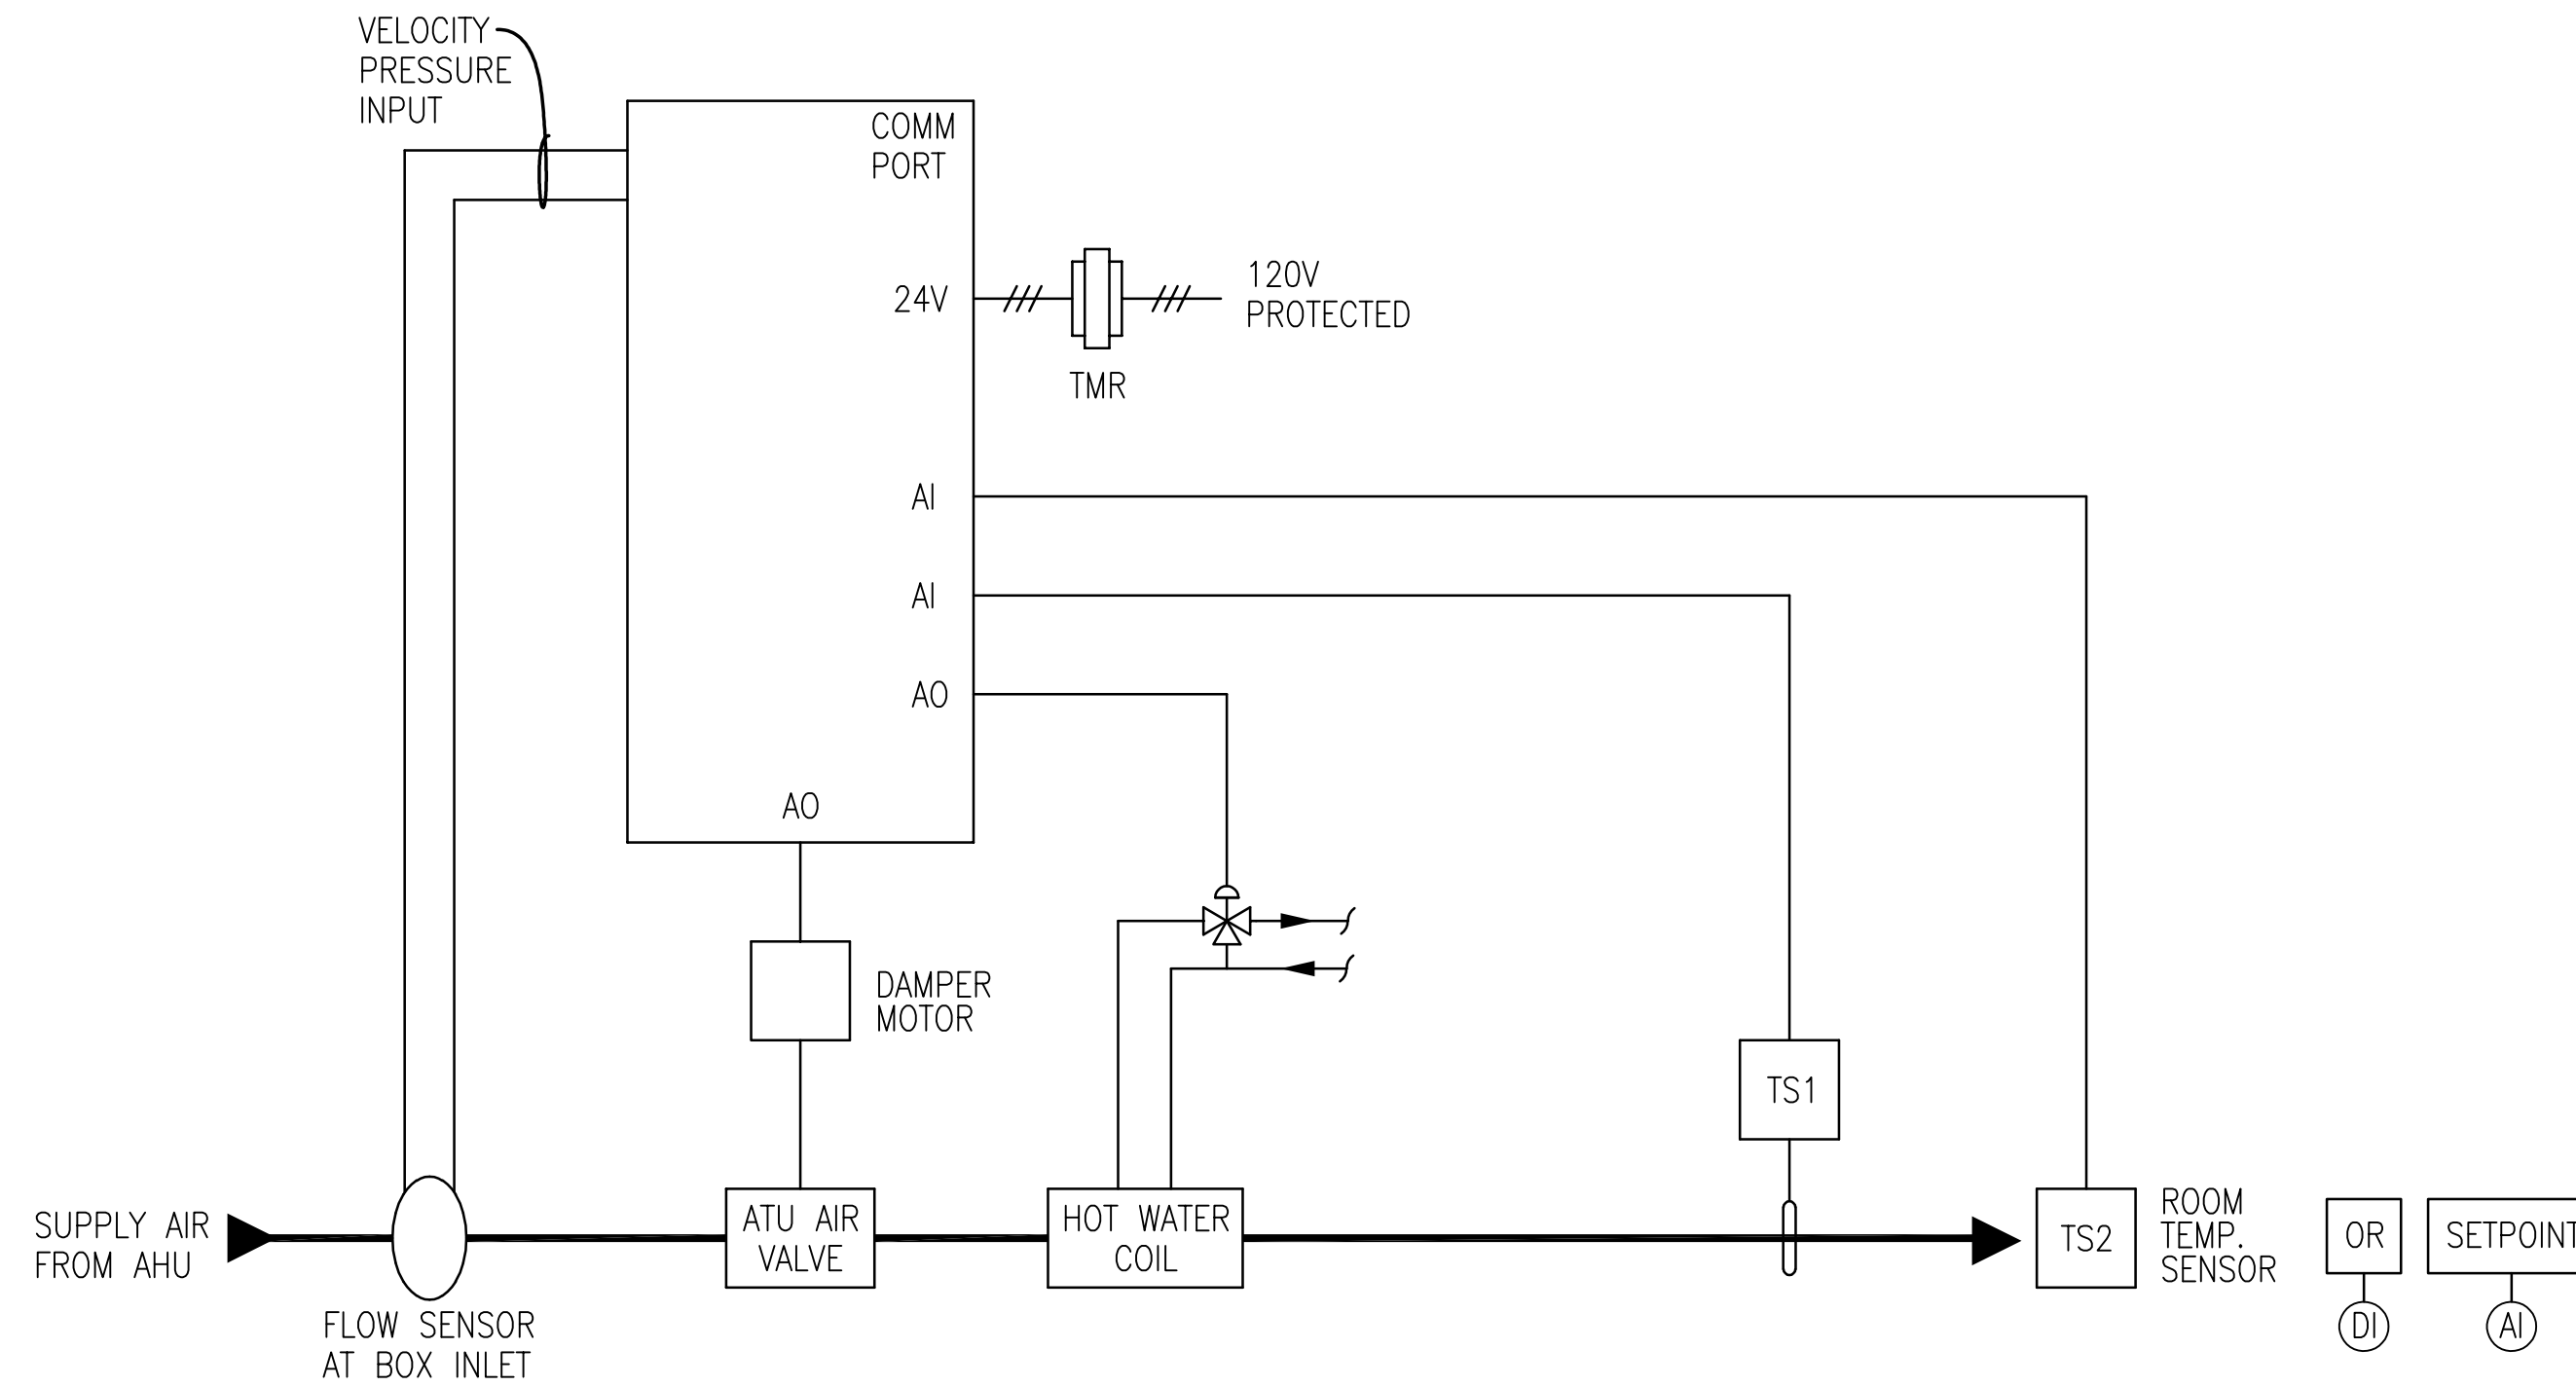 VELOCITY
PRESSURE
INPUT
COMM
PORT
24V
120V
PROTECTED
TMR
AI
AI
AO
AO
DAMPER
MOTOR
TS1
SUPPLY AIR
FROM AHU
FLOW SENSOR
AT BOX INLET
ATU AIR
VALVE
HOT WATER
COIL
TS2
ROOM
TEMP.
SENSOR
OR
DI
SETPOINT
AI